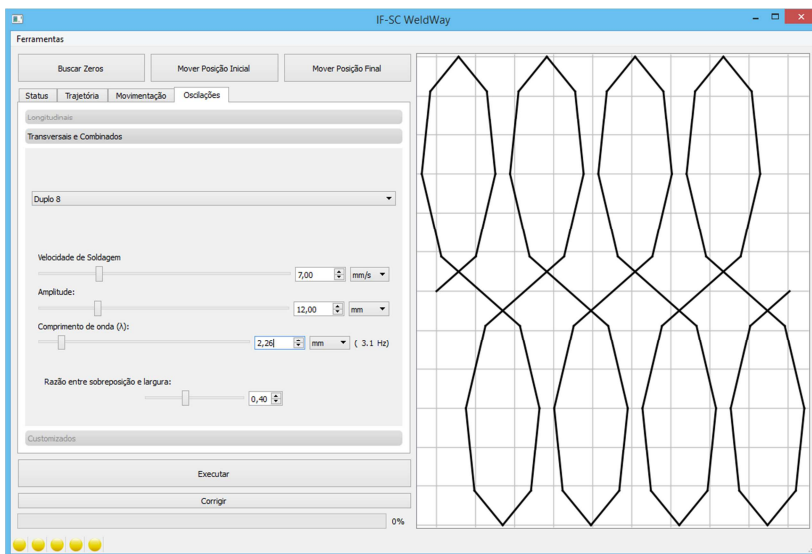 IF-SC WeldWay
Ferramentas
Buscar Zeros
Mover Posição Inicial
Mover Posição Final
Status
Trajetória
Movimentação
Oscilações
Longitudinais
Transversais e Combinados
Duplo 8
Velocidade de Soldagem
7,00
mm/s
Amplitude:
12,00
mm
Comprimento de onda (λ):
2,26
mm
( 3.1 Hz)
Razão entre sobreposição e largura:
0,40
Customizados
Executar
Corrigir
0%